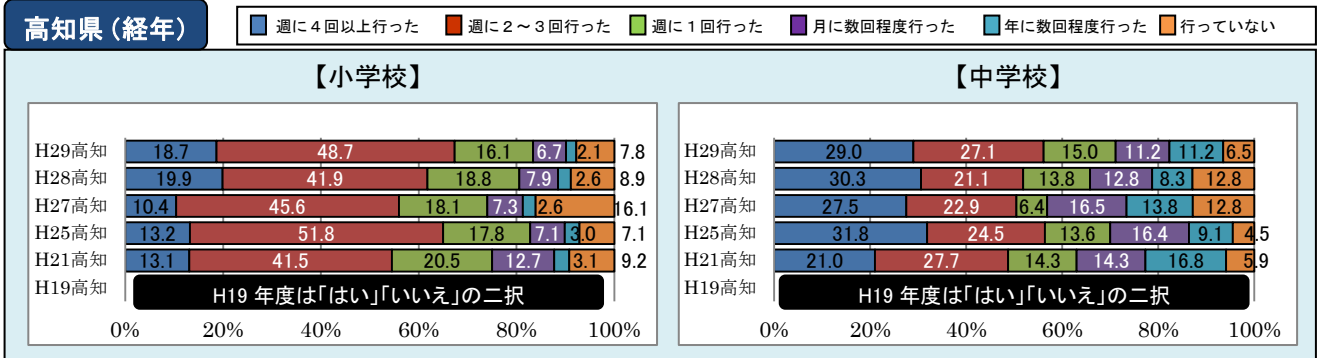 高知県（経年）
週に４回以上行った 週に２～３回行った 週に１回行った 月に数回程度行った 年に数回程度行った 行っていない
【小学校】
H29高知 18.7 48.7 16.1 6.7 2.1 7.8
H28高知 19.9 41.9 18.8 7.9 2.6 8.9
H27高知 10.4 45.6 18.1 7.3 2.6 16.1
H25高知 13.2 51.8 17.8 7.1 3.0 7.1
H21高知 13.1 41.5 20.5 12.7 3.1 9.2
H19高知 H19 年度は「はい」「いいえ」の二択
0% 20% 40% 60% 80% 100%
【中学校】
H29高知 29.0 27.1 15.0 11.2 11.2 6.5
H28高知 30.3 21.1 13.8 12.8 8.3 12.8
H27高知 27.5 22.9 6.4 16.5 13.8 12.8
H25高知 31.8 24.5 13.6 16.4 9.1 4.5
H21高知 21.0 27.7 14.3 14.3 16.8 5.9
H19高知 H19 年度は「はい」「いいえ」の二択
0% 20% 40% 60% 80% 100%